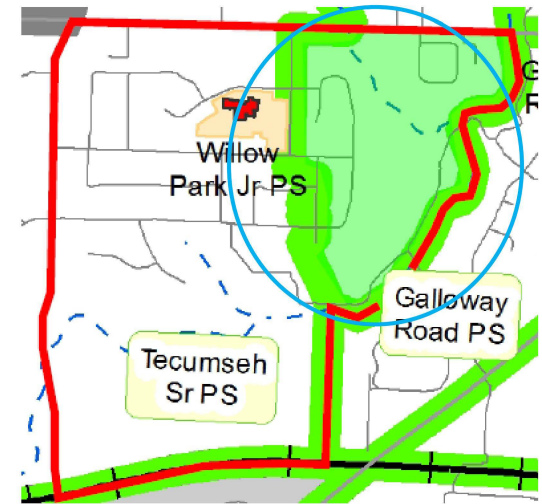 G
R
Willow
Park Jr PS
Galloway
Road PS
Tecumseh
Sr PS